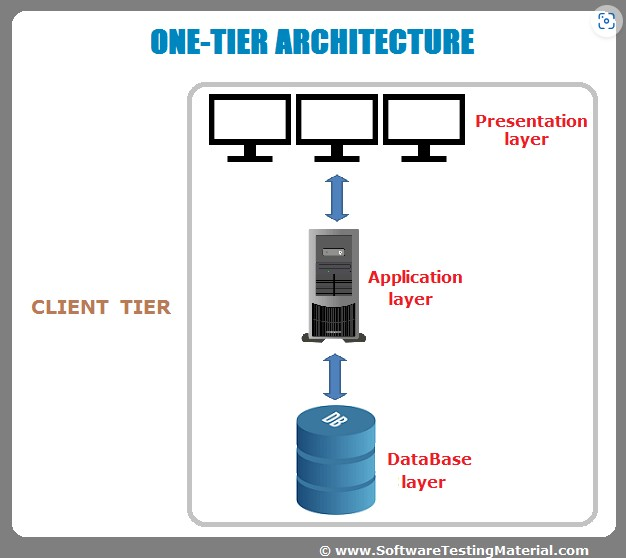 ONE-TIER ARCHITECTURE
Presentation
layer
Application
layer
CLIENT TIER
DB
DataBase
layer
© www.SoftwareTestingMaterial.com